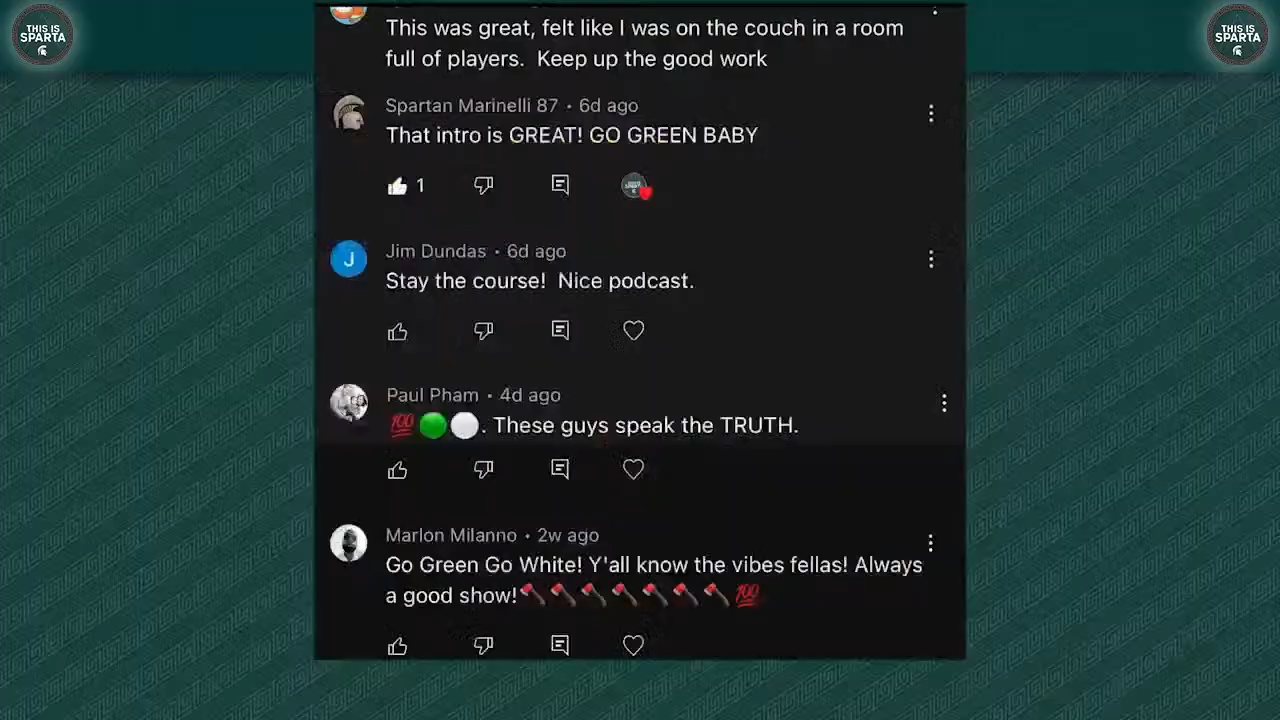 THIS IS
SPARTA
THIS IS
SPARTA
This was great, felt like I was on the couch in a room
full of players.  Keep up the good work
Spartan Marinelli 87 • 6d ago
That intro is GREAT! GO GREEN BABY
1
J
Jim Dundas • 6d ago
Stay the course!  Nice podcast.
Paul Pham • 4d ago
💯🟢⚪. These guys speak the TRUTH.
Marlon Milanno • 2w ago
Go Green Go White! Y'all know the vibes fellas! Always
a good show!🪓🪓🪓🪓🪓🪓🪓💯